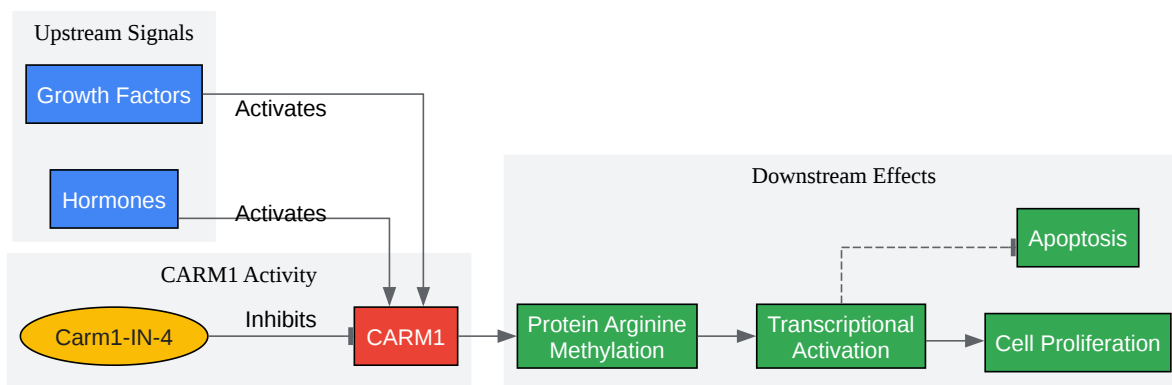 Upstream Signals
Growth Factors
Activates
Hormones
Activates
CARM1 Activity
Carm1-IN-4
Inhibits
CARM1
Downstream Effects
Apoptosis
Protein Arginine
Methylation
Transcriptional
Activation
Cell Proliferation